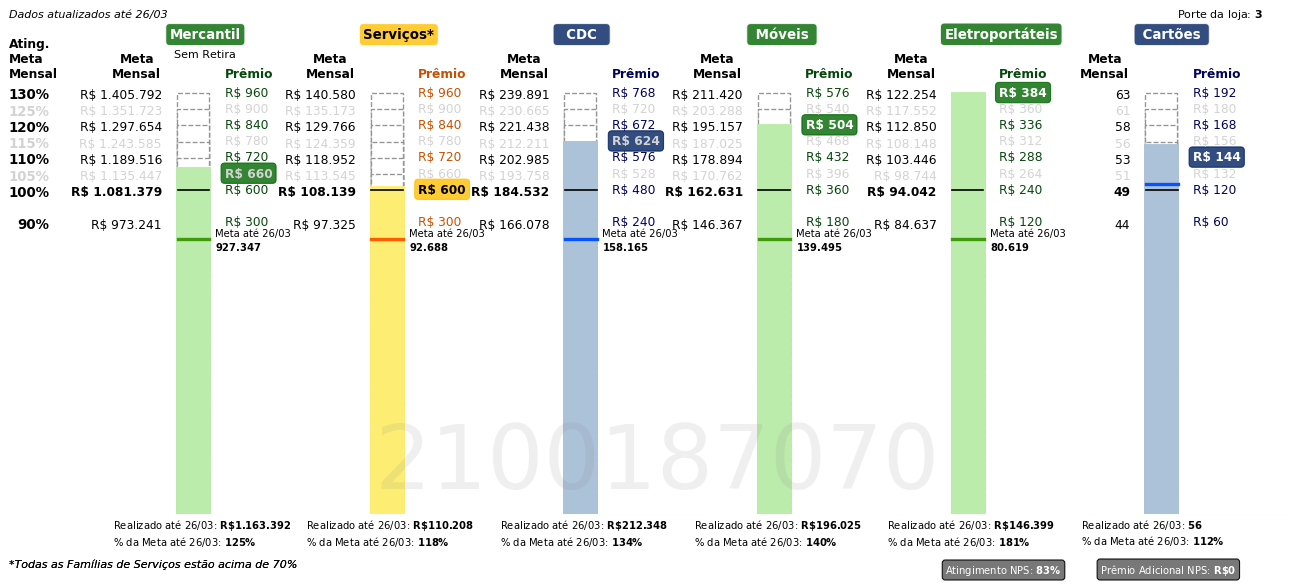 Dados atualizados até 26/03
Porte da loja: 3
Mercantil Serviços* CDC Móveis Eletroportáteis Cartões
Sem Retira
Ating. Meta Mensal
Meta Mensal Prêmio Meta Mensal Prêmio Meta Mensal Prêmio Meta Mensal Prêmio Meta Mensal Prêmio Meta Mensal Prêmio
130% R$ 1.405.792 R$ 960 R$ 140.580 R$ 960 R$ 239.891 R$ 768 R$ 211.420 R$ 576 R$ 122.254 R$ 384 63 R$ 192
125% R$ 1.351.723 R$ 900 R$ 135.173 R$ 900 R$ 230.665 R$ 720 R$ 203.288 R$ 540 R$ 117.552 R$ 360 61 R$ 180
120% R$ 1.297.654 R$ 840 R$ 129.766 R$ 840 R$ 221.438 R$ 672 R$ 195.157 R$ 504 R$ 112.850 R$ 336 58 R$ 168
115% R$ 1.243.585 R$ 780 R$ 124.359 R$ 780 R$ 212.211 R$ 624 R$ 187.025 R$ 468 R$ 108.148 R$ 312 56 R$ 156
110% R$ 1.189.516 R$ 720 R$ 118.952 R$ 720 R$ 202.985 R$ 576 R$ 178.894 R$ 432 R$ 103.446 R$ 288 53 R$ 144
105% R$ 1.135.447 R$ 660 R$ 113.545 R$ 660 R$ 193.758 R$ 528 R$ 170.762 R$ 396 R$ 98.744 R$ 264 51 R$ 132
100% R$ 1.081.379 R$ 600 R$ 108.139 R$ 600 R$ 184.532 R$ 480 R$ 162.631 R$ 360 R$ 94.042 R$ 240 49 R$ 120
90% R$ 973.241 R$ 300 R$ 97.325 R$ 300 R$ 166.078 R$ 240 R$ 146.367 R$ 180 R$ 84.637 R$ 120 44 R$ 60
Meta até 26/03 Meta até 26/03 Meta até 26/03 Meta até 26/03 Meta até 26/03
927.347 92.688 158.165 139.495 80.619
2100187070
Realizado até 26/03: R$1.163.392 Realizado até 26/03: R$110.208 Realizado até 26/03: R$212.348 Realizado até 26/03: R$196.025 Realizado até 26/03: R$146.399 Realizado até 26/03: 56
% da Meta até 26/03: 125% % da Meta até 26/03: 118% % da Meta até 26/03: 134% % da Meta até 26/03: 140% % da Meta até 26/03: 181% % da Meta até 26/03: 112%
*Todas as Famílias de Serviços estão acima de 70%
Atingimento NPS: 83% Prêmio Adicional NPS: R$0